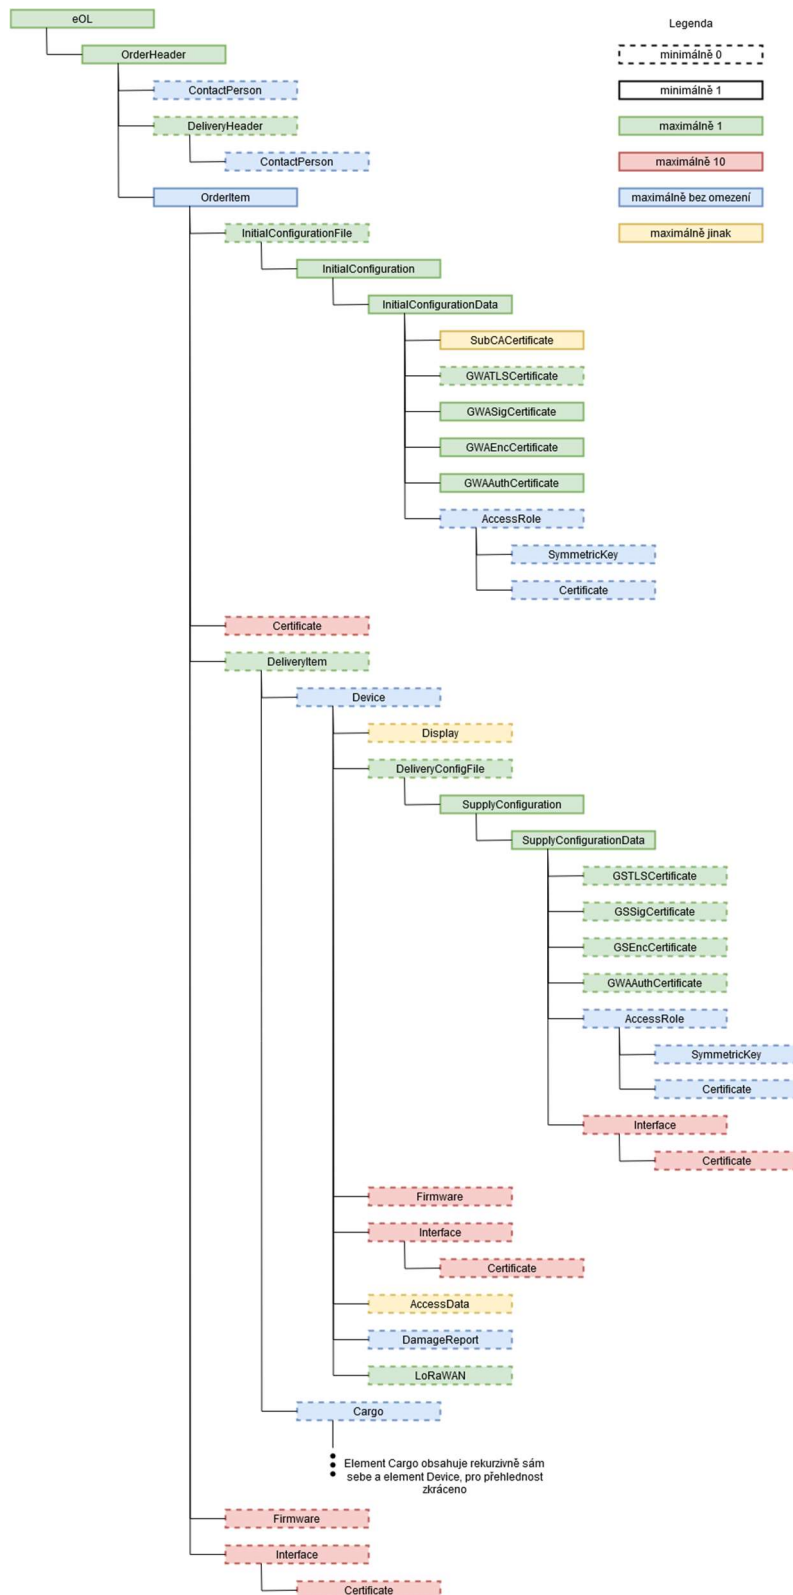 eOL
Legenda
OrderHeader
minimálně 0
ContactPerson
minimálně 1
DeliveryHeader
maximálně 1
ContactPerson
maximálně 10
OrderItem
maximálně bez omezení
InitialConfigurationFile
maximálně jinak
InitialConfiguration
InitialConfigurationData
SubCACertificate
GWATLSCertificate
GWASigCertificate
GWAEncCertificate
GWAAuthCertificate
AccessRole
SymmetricKey
Certificate
Certificate
DeliveryItem
Device
Display
DeliveryConfigFile
SupplyConfiguration
SupplyConfigurationData
GSTLSCertificate
GSSigCertificate
GSEncCertificate
GWAAuthCertificate
AccessRole
SymmetricKey
Certificate
Interface
Certificate
Firmware
Interface
Certificate
AccessData
DamageReport
LoRaWAN
Cargo
Element Cargo obsahuje rekurzivně sám
sebe a element Device, pro přehlednost
zkráceno
Firmware
Interface
Certificate